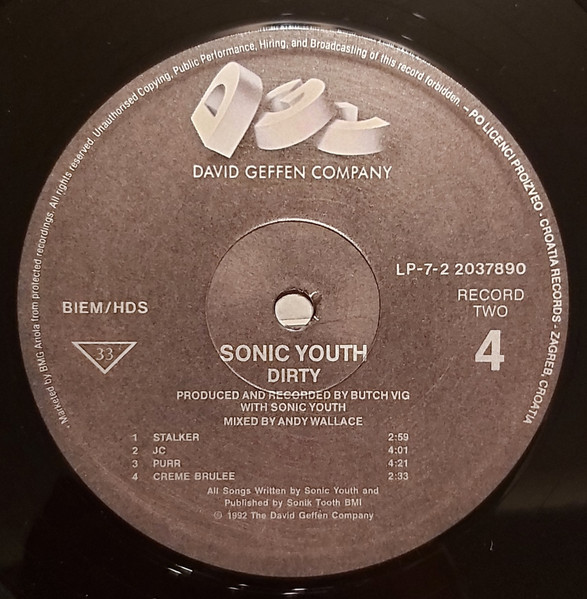 - Marketed by BMG Ariola from protected recordings. All rights reserved. Unauthorised Copying, Public Performance, Hiring, and Broadcasting of this record forbidden. – PO LICENCI PROIZVEO - CROATIA RECORDS - ZAGREB, CROATIA
DGC
DAVID GEFFEN COMPANY
LP-7-2 2037890
BIEM/HDS
RECORD
TWO
33
4
SONIC YOUTH
DIRTY
PRODUCED AND RECORDED BY BUTCH VIG
WITH SONIC YOUTH
MIXED BY ANDY WALLACE
1 STALKER 2:59
2 JC 4:01
3 PURR 4:21
4 CREME BRULEE 2:33
All Songs Written by Sonic Youth and
Published by Sonik Tooth BMI
℗ 1992 The David Geffen Company